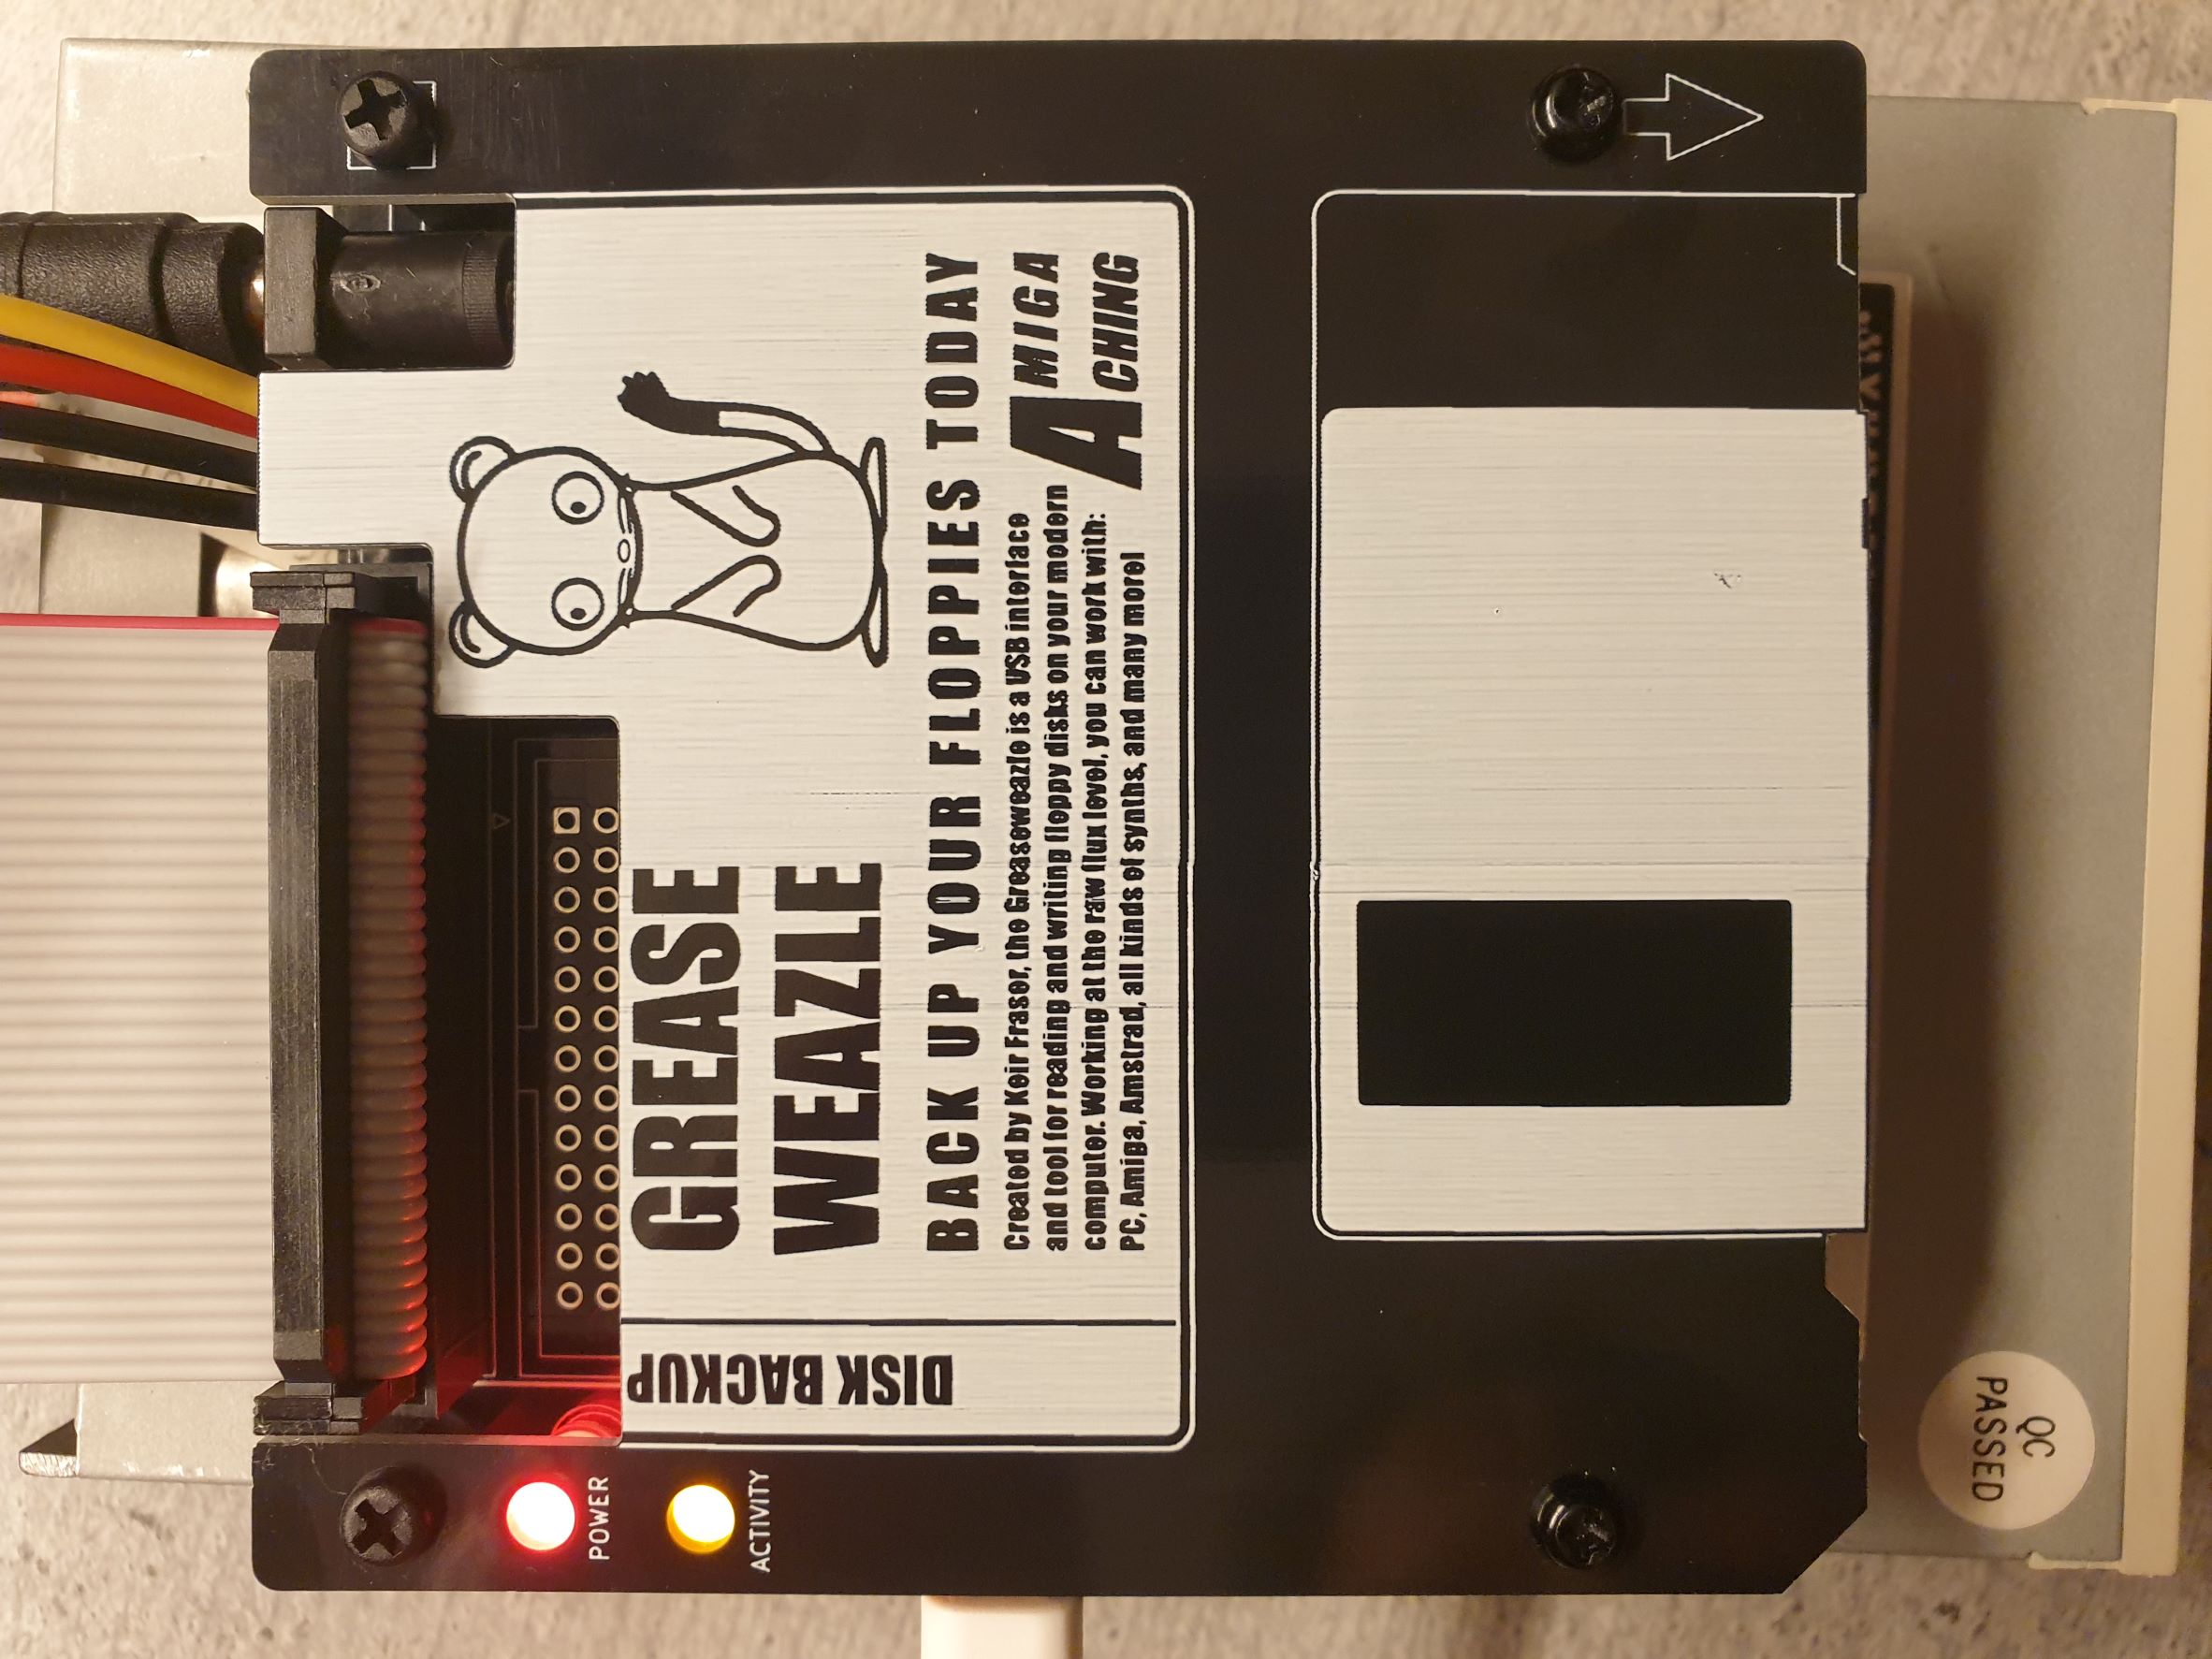 POWER
ACTIVITY
DISK BACKUP
GREASE
WEAZLE
BACK UP YOUR FLOPPIES TODAY
Created by Keir Fraser, the Greaseweazle is a USB interface
and tool for reading and writing floppy disks on your modern
computer. Working at the raw flux level, you can work with:
PC, Amiga, Amstrad, all kinds of synths, and many more!
AMIGA
ACHING
QC
PASSED